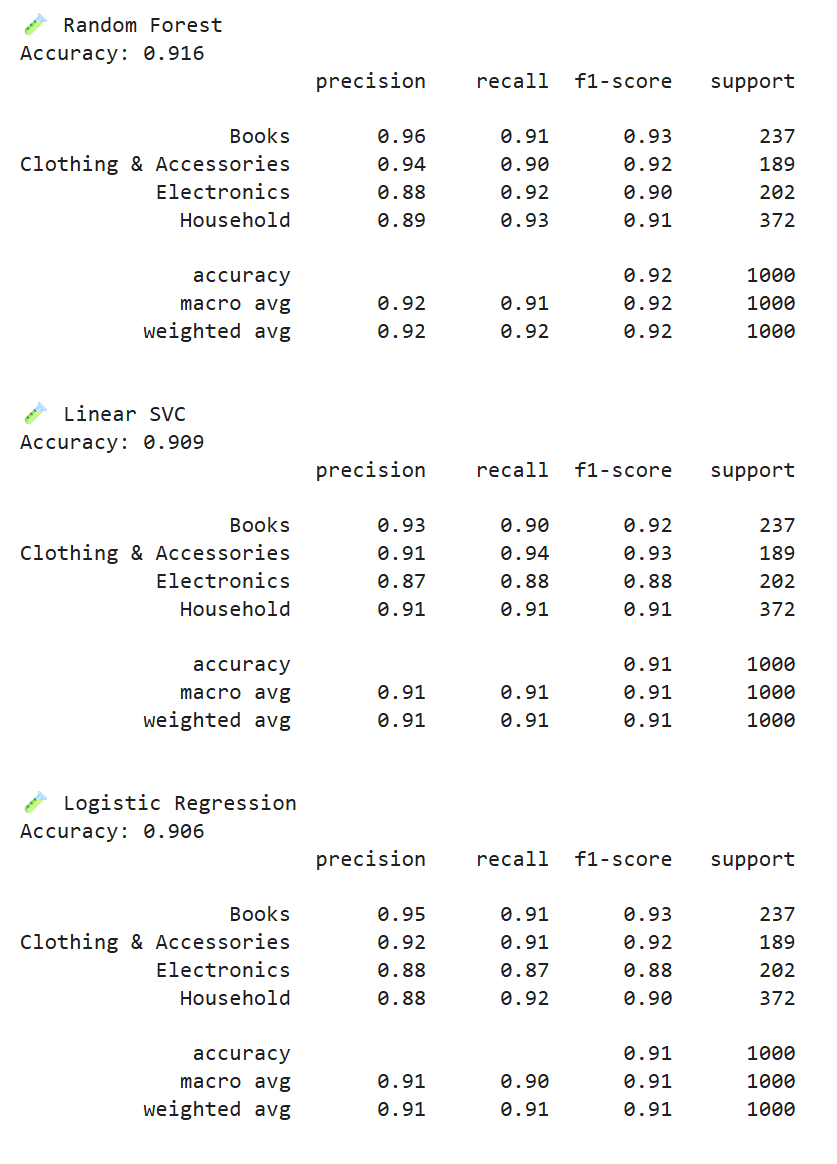 🧪 Random Forest
Accuracy: 0.916
                        precision    recall  f1-score   support

                 Books       0.96      0.91      0.93       237
Clothing & Accessories       0.94      0.90      0.92       189
           Electronics       0.88      0.92      0.90       202
             Household       0.89      0.93      0.91       372

              accuracy                           0.92      1000
             macro avg       0.92      0.91      0.92      1000
          weighted avg       0.92      0.92      0.92      1000

🧪 Linear SVC
Accuracy: 0.909
                        precision    recall  f1-score   support

                 Books       0.93      0.90      0.92       237
Clothing & Accessories       0.91      0.94      0.93       189
           Electronics       0.87      0.88      0.88       202
             Household       0.91      0.91      0.91       372

              accuracy                           0.91      1000
             macro avg       0.91      0.91      0.91      1000
          weighted avg       0.91      0.91      0.91      1000

🧪 Logistic Regression
Accuracy: 0.906
                        precision    recall  f1-score   support

                 Books       0.95      0.91      0.93       237
Clothing & Accessories       0.92      0.91      0.92       189
           Electronics       0.88      0.87      0.88       202
             Household       0.88      0.92      0.90       372

              accuracy                           0.91      1000
             macro avg       0.91      0.90      0.91      1000
          weighted avg       0.91      0.91      0.91      1000